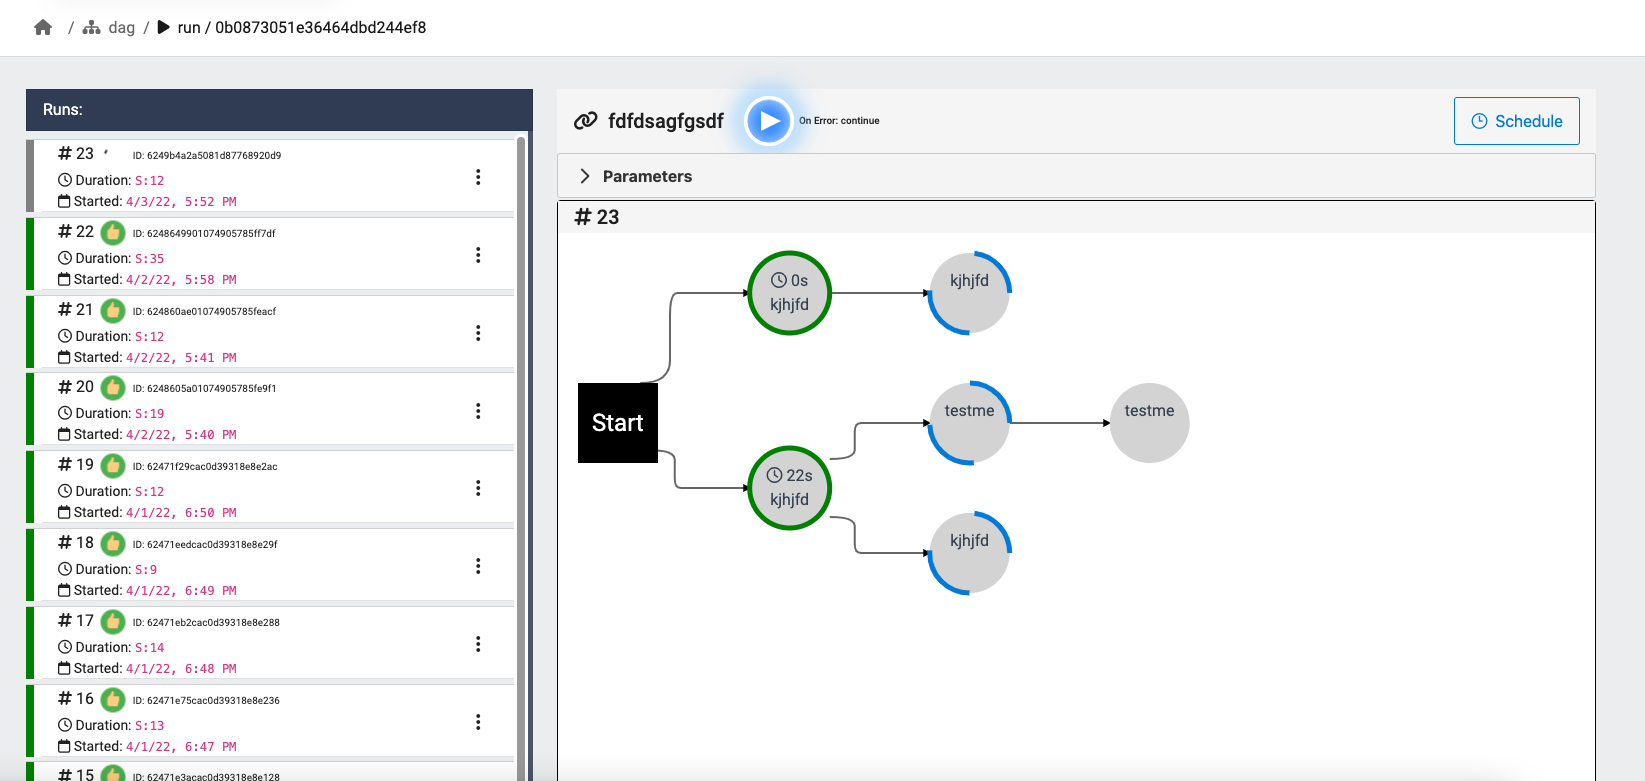 / dag / run / 0b0873051e36464dbd244ef8
Runs:
# 23 ID: 6249b4a2a5081d87768920d9
Duration: S:12
Started: 4/3/22, 5:52 PM
# 22 ID: 6248649901074905785ff7df
Duration: S:35
Started: 4/2/22, 5:58 PM
# 21 ID: 624860ae01074905785feacf
Duration: S:12
Started: 4/2/22, 5:41 PM
# 20 ID: 6248605a01074905785fe9f1
Duration: S:19
Started: 4/2/22, 5:40 PM
# 19 ID: 62471f29cac0d39318e8e2ac
Duration: S:12
Started: 4/1/22, 6:50 PM
# 18 ID: 62471eedcac0d39318e8e29f
Duration: S:9
Started: 4/1/22, 6:49 PM
# 17 ID: 62471eb2cac0d39318e8e288
Duration: S:14
Started: 4/1/22, 6:48 PM
# 16 ID: 62471e75cac0d39318e8e236
Duration: S:13
Started: 4/1/22, 6:47 PM
# 15 ID: 62471e3acac0d39318e8e128
fdfdsagfgsdf On Error: continue Schedule
Parameters
# 23
0s
kjhjfd
kjhjfd
Start
testme
testme
22s
kjhjfd
kjhjfd